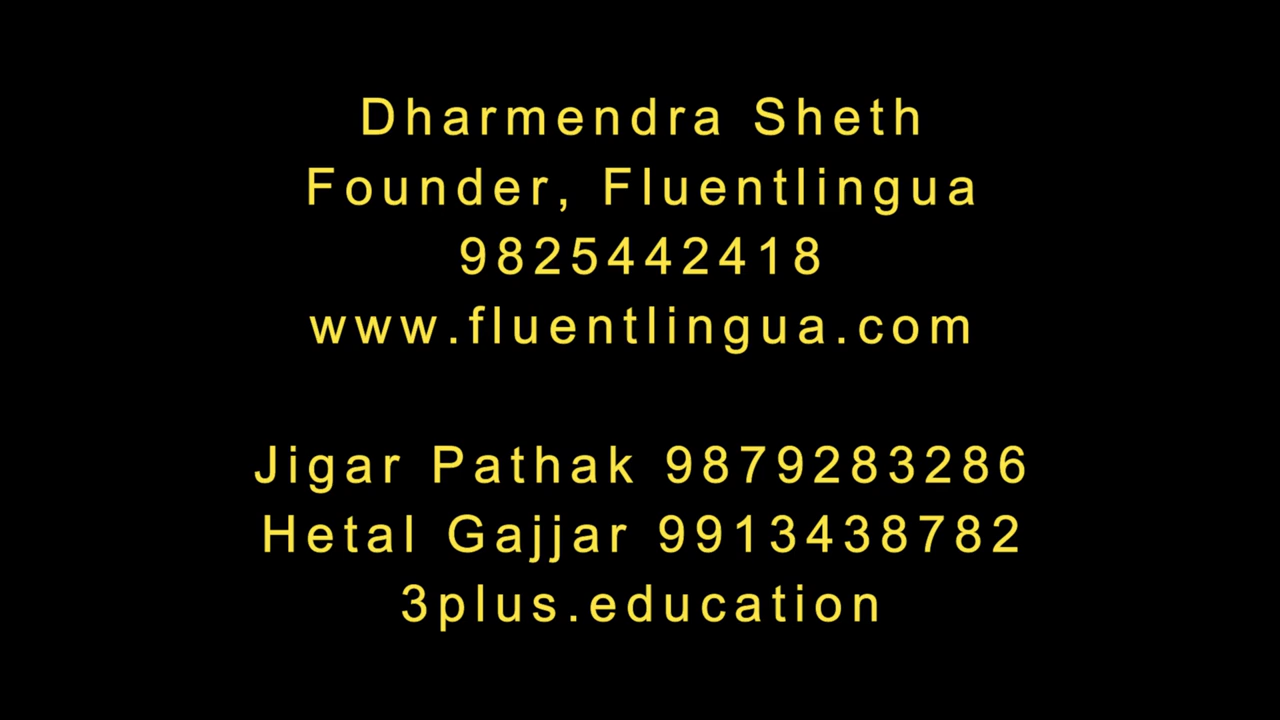 Dharmendra Sheth
Founder, Fluentlingua
9825442418
www.fluentlingua.com
Jigar Pathak 9879283286
Hetal Gajjar 9913438782
3plus.education